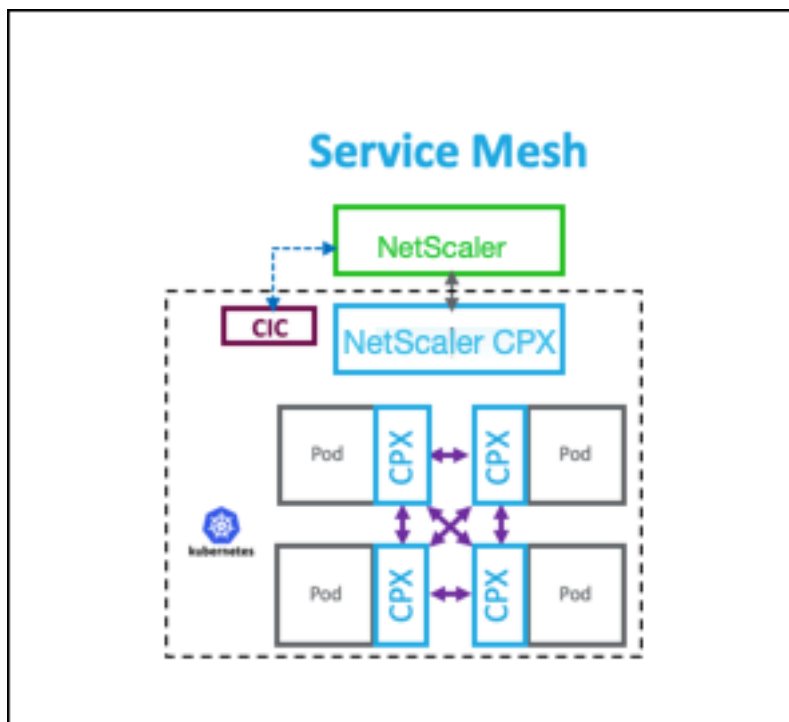 Service Mesh
NetScaler
CIC
NetScaler CPX
Pod
CPX
CPX
Pod
kubernetes
Pod
CPX
CPX
Pod